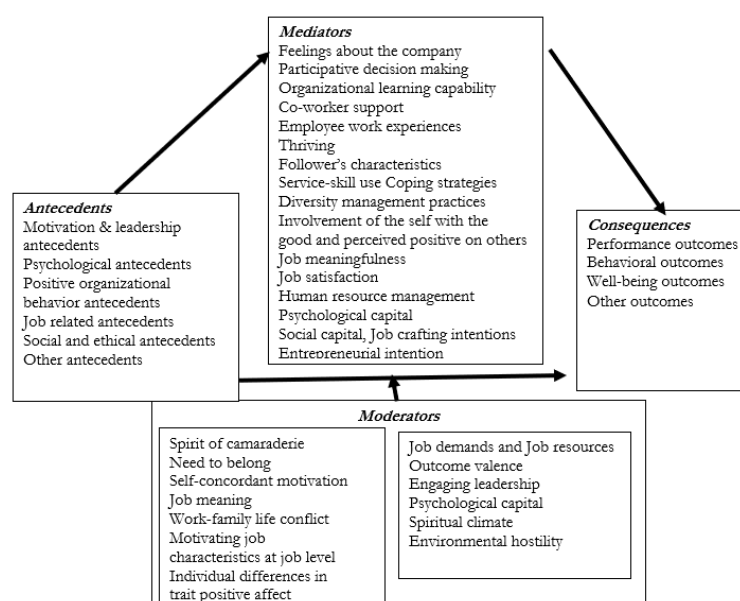 Mediators
Feelings about the company
Participative decision making
Organizational learning capability
Co-worker support
Employee work experiences
Thriving
Follower's characteristics
Service-skill use Coping strategies
Diversity management practices
Involvement of the self with the
good and perceived positive on others
Job meaningfulness
Job satisfaction
Human resource management
Psychological capital
Social capital, Job crafting intentions
Entrepreneurial intention
Antecedents
Motivation & leadership
antecedents
Psychological antecedents
Positive organizational
behavior antecedents
Job related antecedents
Social and ethical antecedents
Other antecedents
Consequences
Performance outcomes
Behavioral outcomes
Well-being outcomes
Other outcomes
Moderators
Spirit of camaraderie
Need to belong
Self-concordant motivation
Job meaning
Work-family life conflict
Motivating job
characteristics at job level
Individual differences in
trait positive affect
Job demands and Job resources
Outcome valence
Engaging leadership
Psychological capital
Spiritual climate
Environmental hostility